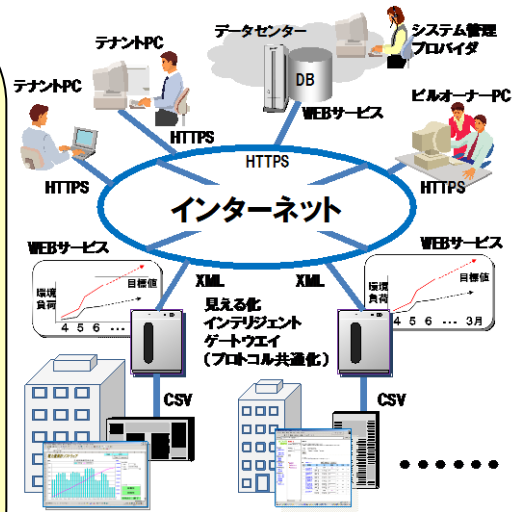 データセンター
システム管理
プロバイダ
テナントPC
テナントPC
DB
WEBサービス
ビルオーナーPC
HTTPS
HTTPS
HTTPS
HTTPS
インターネット
WEBサービス
WEBサービス
環境
負荷
目標値
4 5 6 ...
XML
XML
見える化
インテリジェント
ゲートウエイ
(プロトコル共通化)
環境
負荷
目標値
4 5 6 ... 3月
CSV
CSV
••••••